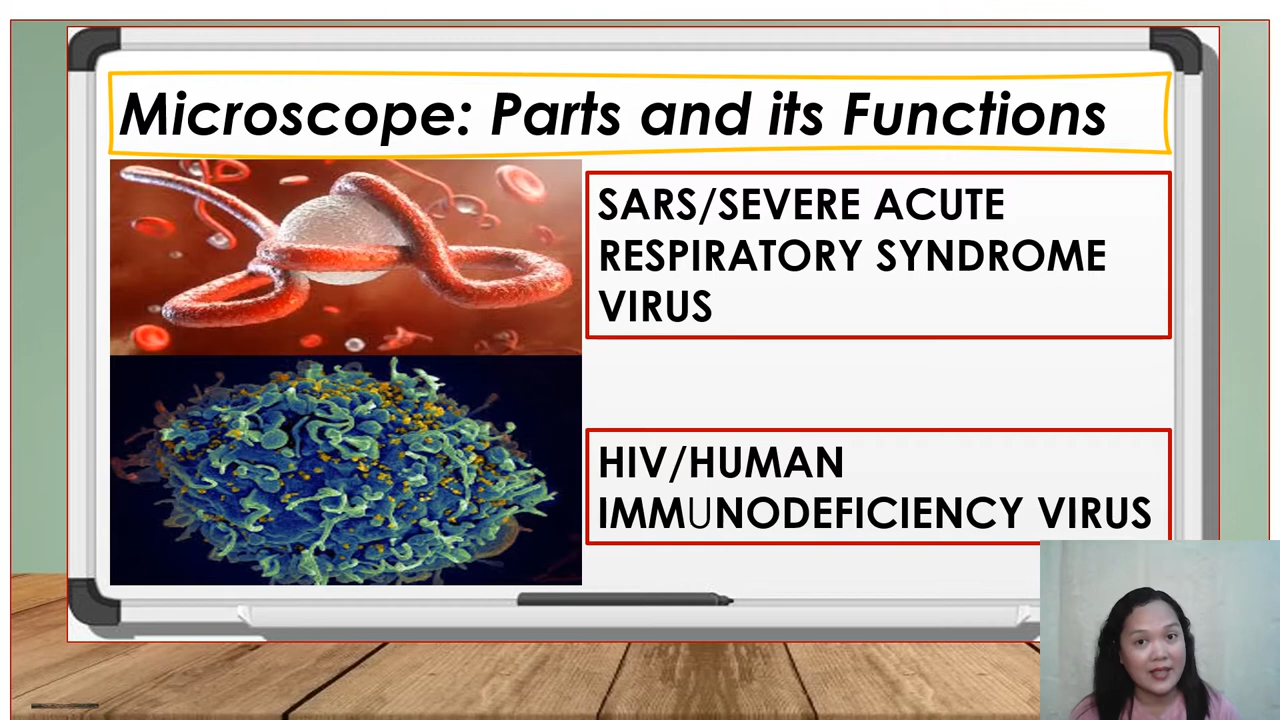 Microscope: Parts and its Functions
SARS/SEVERE ACUTE
RESPIRATORY SYNDROME
VIRUS
HIV/HUMAN
IMMUNODEFICIENCY VIRUS